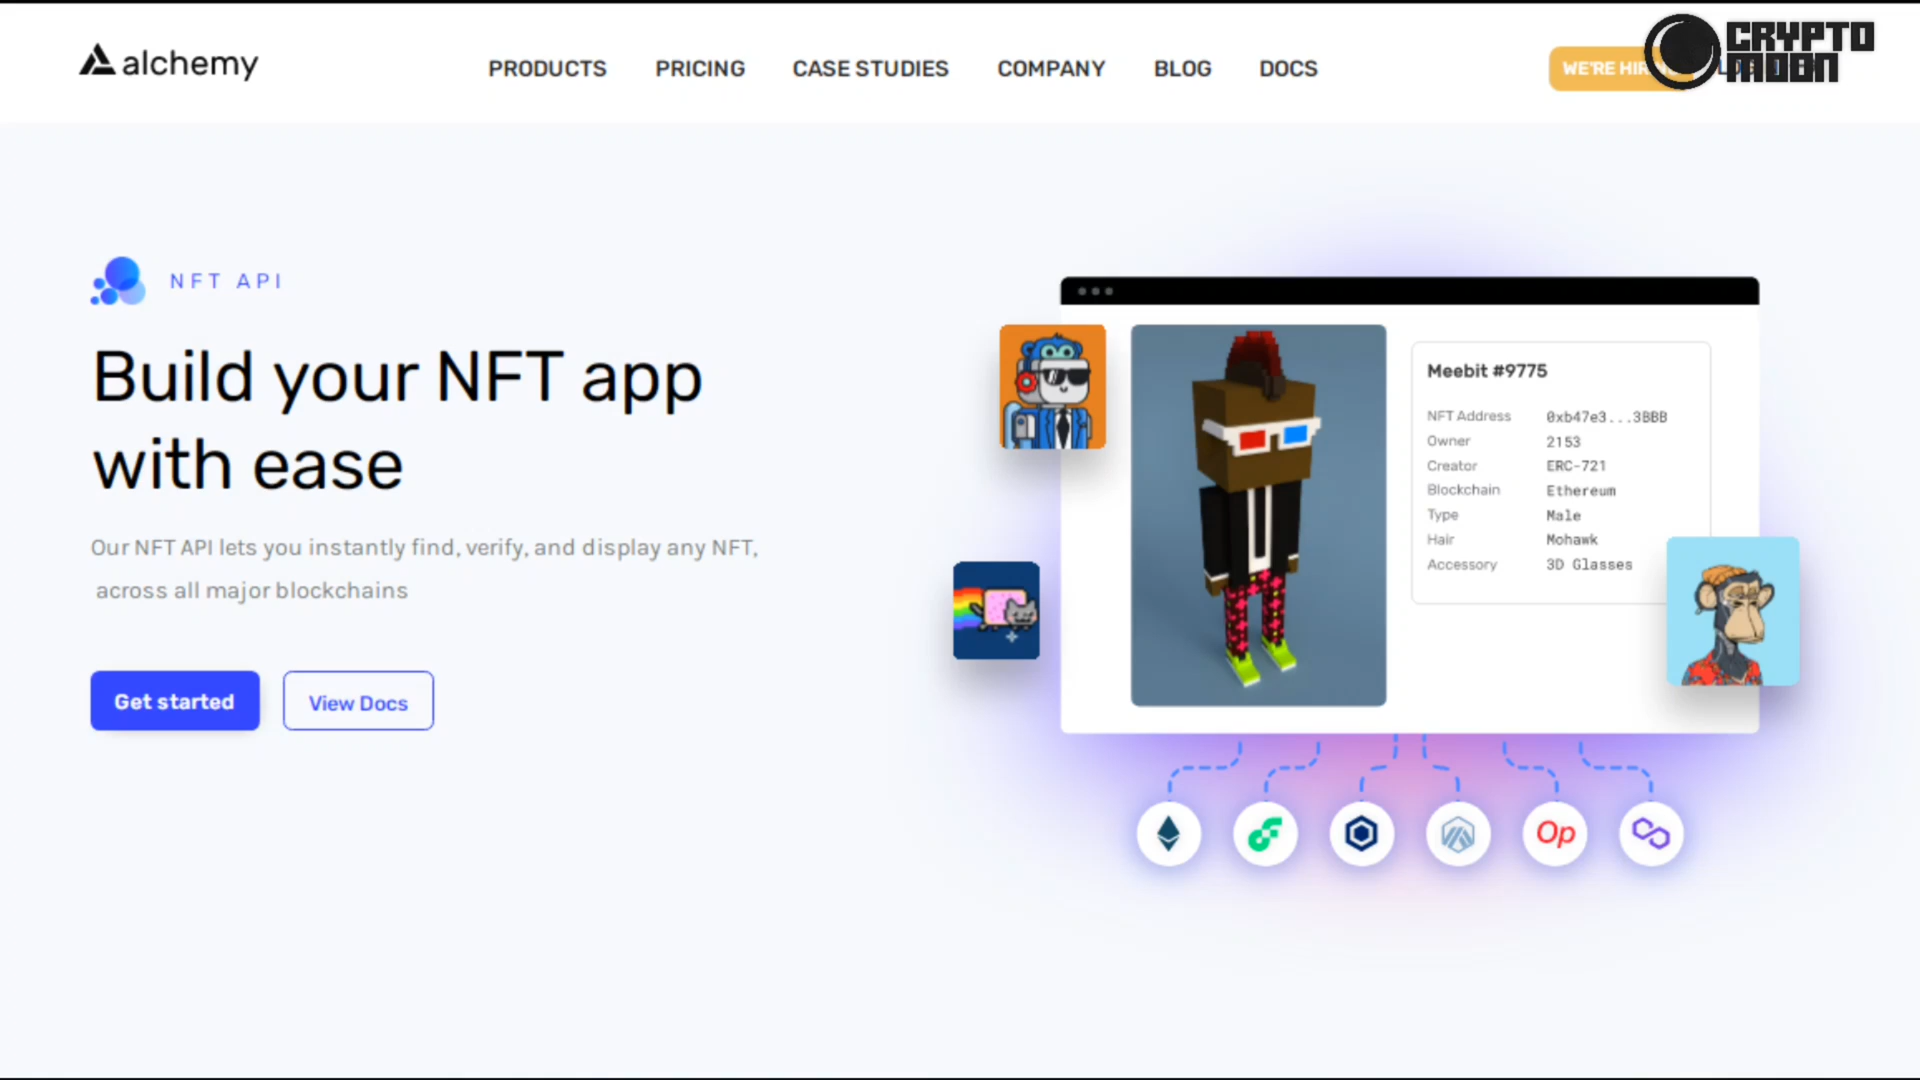 alchemy
PRODUCTS
PRICING
CASE STUDIES
COMPANY
BLOG
DOCS
WE'RE
CRYPTO
MOON
NFT API
Build your NFT app
with ease
Our NFT API lets you instantly find, verify, and display any NFT,
across all major blockchains
Get started
View Docs
Meebit #9775
NFT Address 0xb47e3...3BBB
Owner 2153
Creator ERC-721
Blockchain Ethereum
Type Male
Hair Mohawk
Accessory 3D Glasses
Op